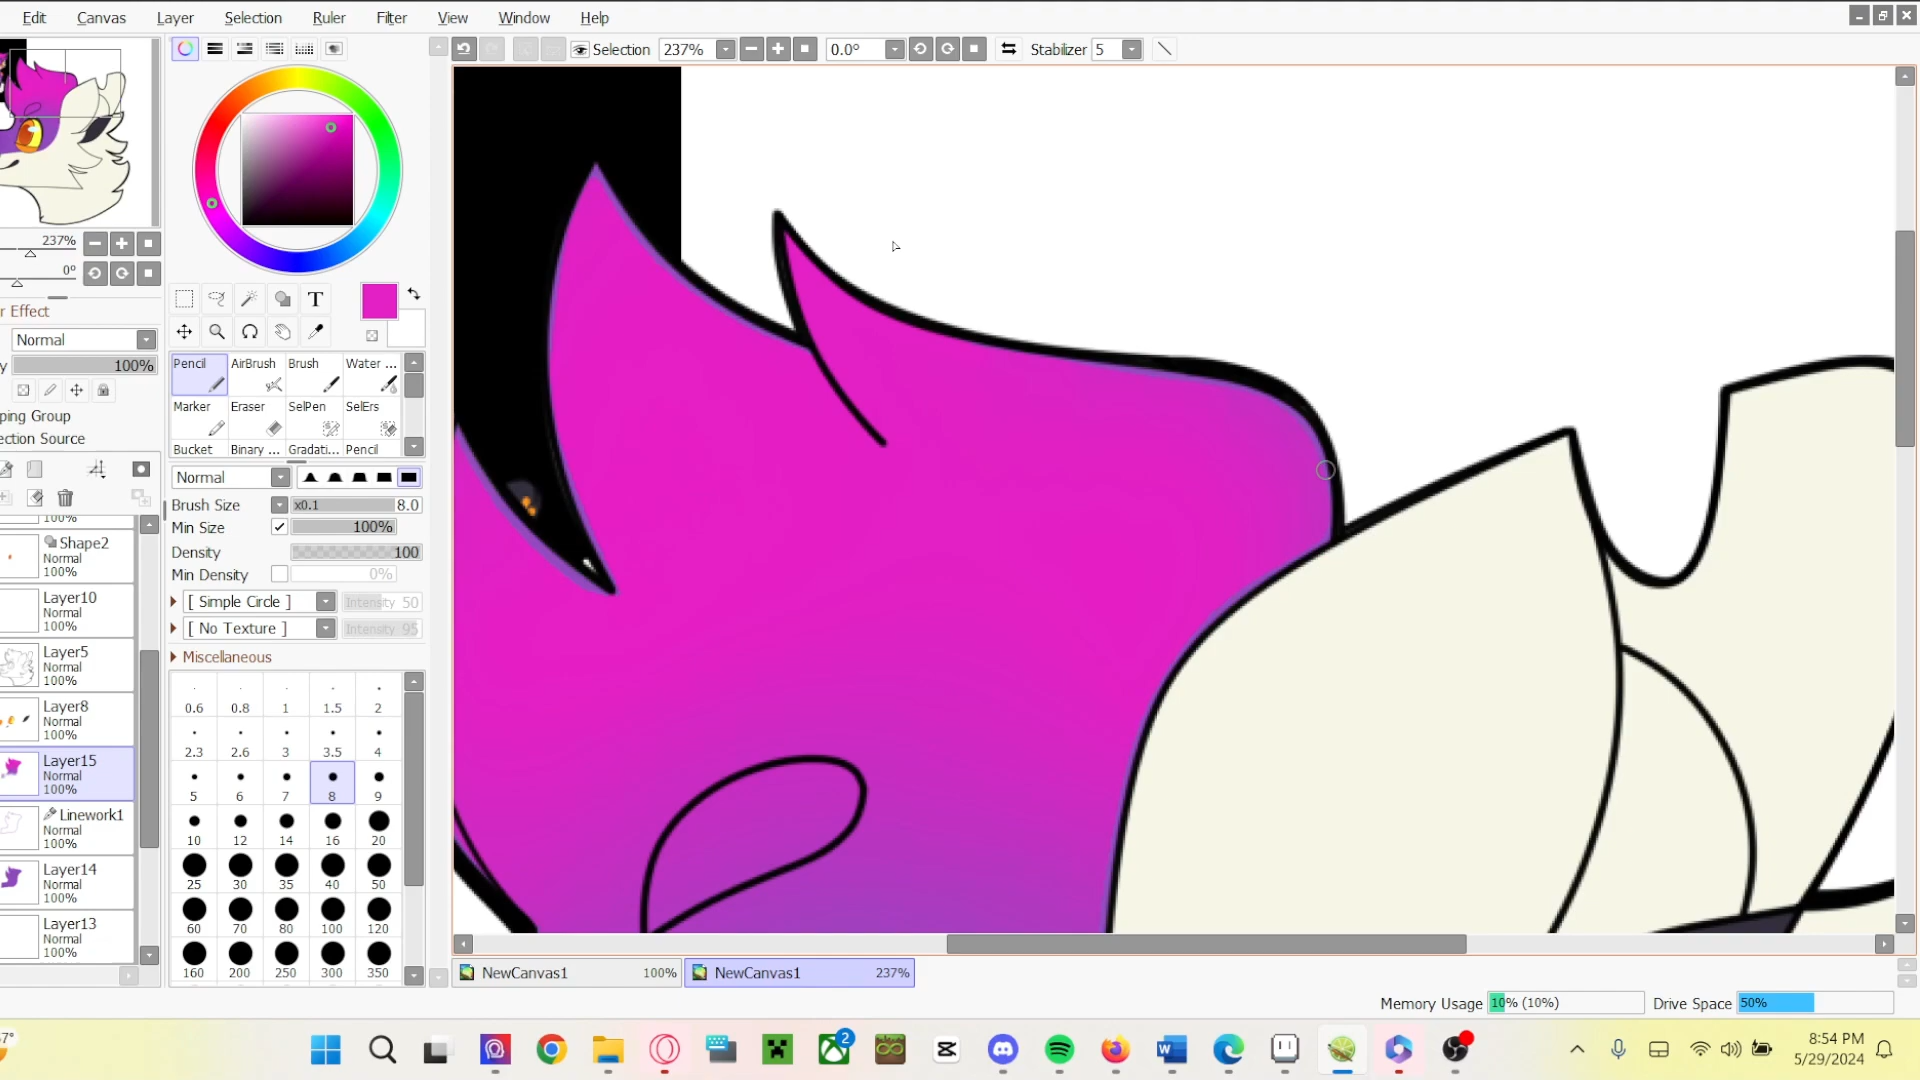 Edit Canvas Layer Selection Ruler Filter View Window Help
Selection 237% 0.0° Stabilizer 5
237%
0°
r Effect
Normal
y 100%
ping Group
ection Source
100%
Shape2
Normal
100%
Layer10
Normal
100%
Layer5
Normal
100%
Layer8
Normal
100%
Layer15
Normal
100%
Linework1
Normal
100%
Layer14
Normal
100%
Layer13
Normal
100%
T
Pencil AirBrush Brush Water ...
Marker Eraser SelPen SelErs
Bucket Binary ... Gradati... Pencil
Normal
Brush Size x0.1 8.0
Min Size 100%
Density 100
Min Density 0%
[ Simple Circle ] Intensity 50
[ No Texture ] Intensity 95
Miscellaneous
0.6 0.8 1 1.5 2
2.3 2.6 3 3.5 4
5 6 7 8 9
10 12 14 16 20
25 30 35 40 50
60 70 80 100 120
160 200 250 300 350
NewCanvas1 100% NewCanvas1 237%
Memory Usage 10% (10%) Drive Space 50%
7°
2
8:54 PM
5/29/2024